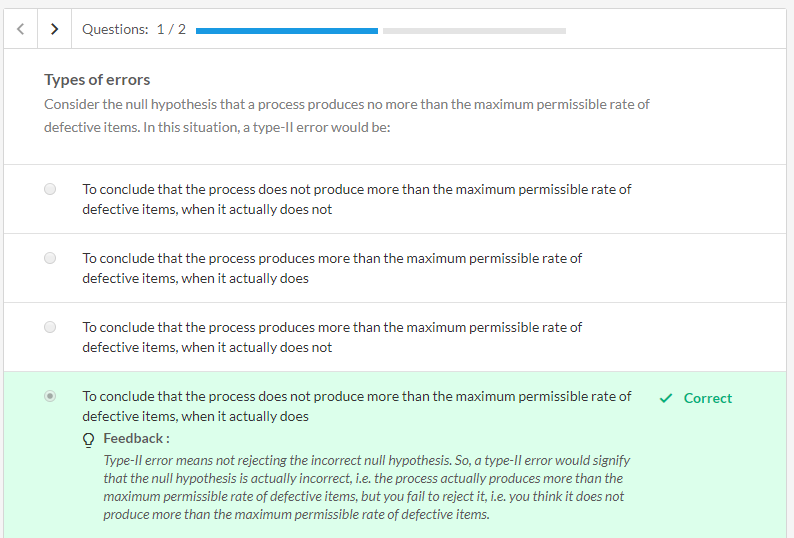 Questions: 1 / 2
Types of errors
Consider the null hypothesis that a process produces no more than the maximum permissible rate of
defective items. In this situation, a type-II error would be:
To conclude that the process does not produce more than the maximum permissible rate of
defective items, when it actually does not
To conclude that the process produces more than the maximum permissible rate of
defective items, when it actually does
To conclude that the process produces more than the maximum permissible rate of
defective items, when it actually does not
To conclude that the process does not produce more than the maximum permissible rate of
defective items, when it actually does
Correct
Feedback :
Type-II error means not rejecting the incorrect null hypothesis. So, a type-II error would signify
that the null hypothesis is actually incorrect, i.e. the process actually produces more than the
maximum permissible rate of defective items, but you fail to reject it, i.e. you think it does not
produce more than the maximum permissible rate of defective items.